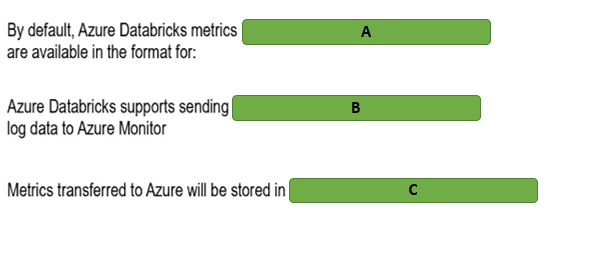 By default, Azure Databricks metrics A
are available in the format for:
Azure Databricks supports sending B
log data to Azure Monitor
Metrics transferred to Azure will be stored in C